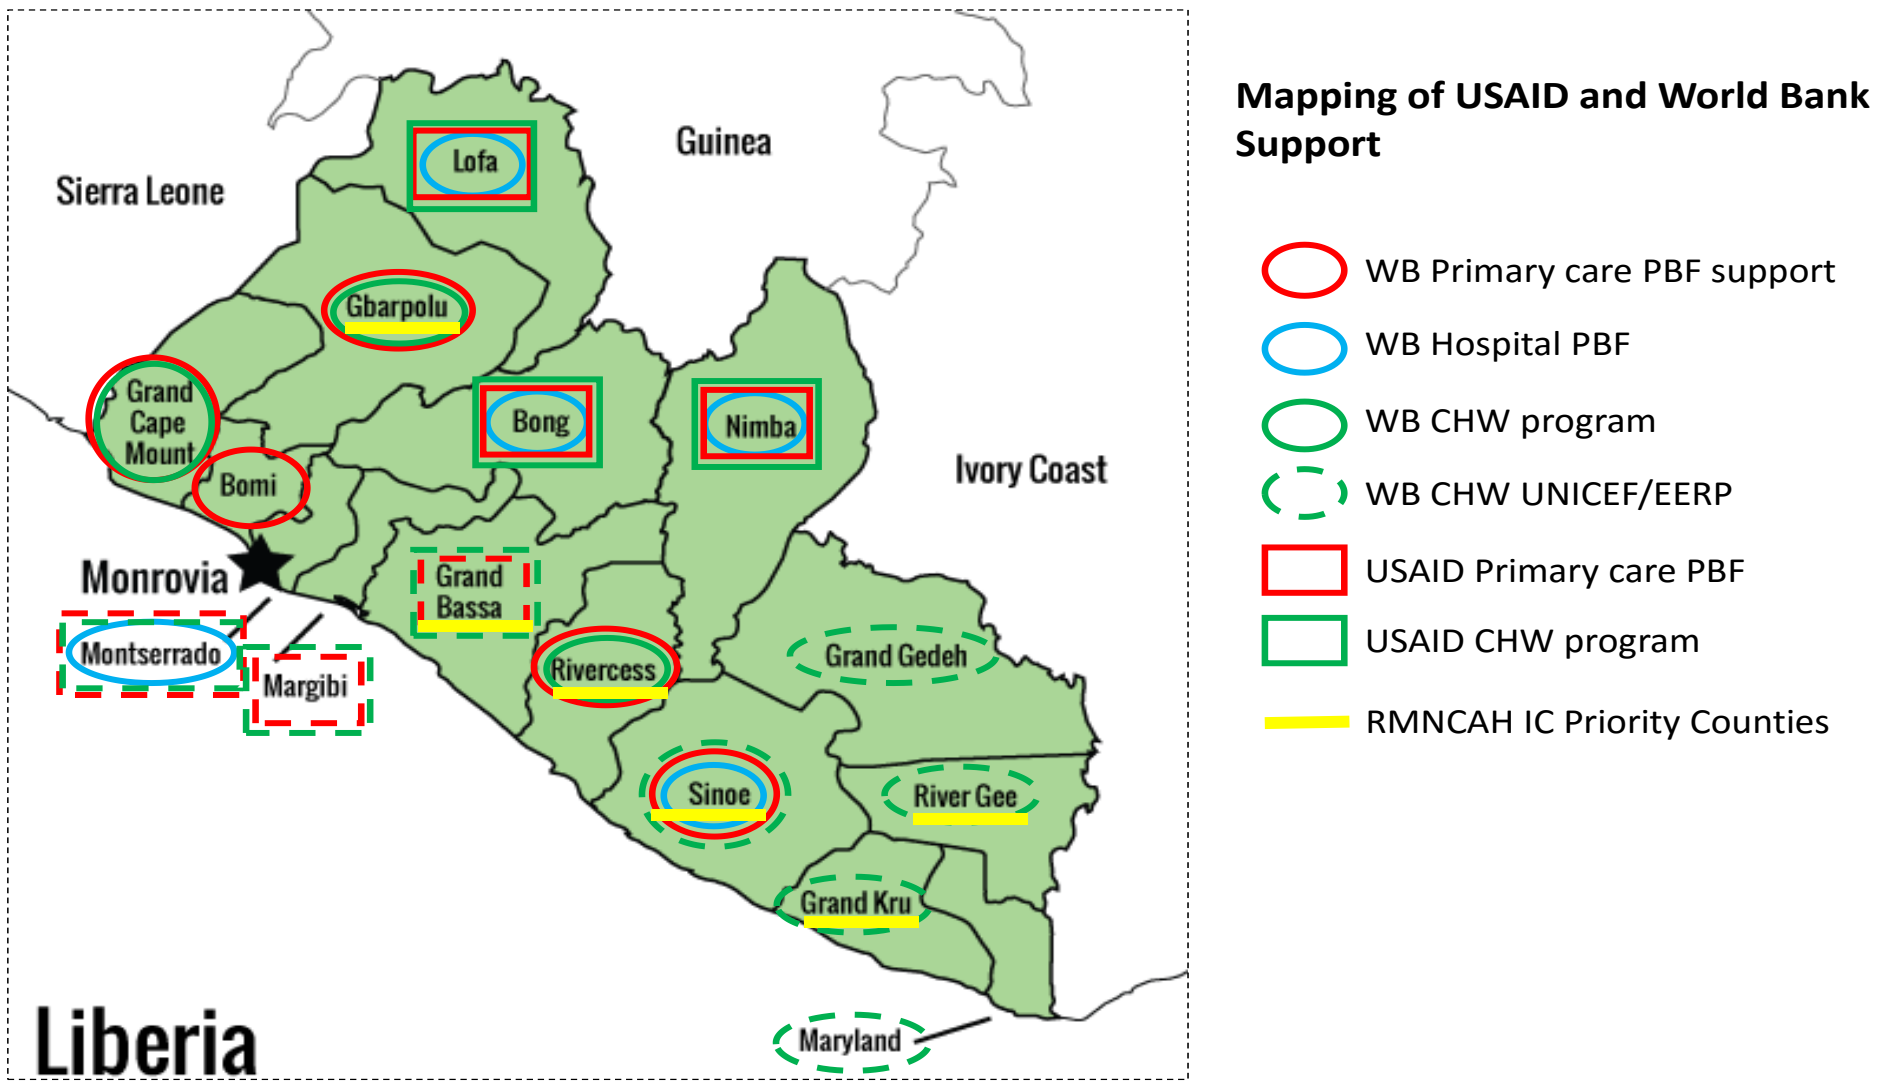 Mapping of USAID and World Bank
Support
Guinea
Lofa
Sierra Leone
WB Primary care PBF support
Gbarpolu
WB Hospital PBF
Grand
Cape
Mount
Bong
Nimba
WB CHW program
Ivory Coast
Bomi
WB CHW UNICEF/EERP
Monrovia
Grand
Bassa
USAID Primary care PBF
Montserrado
Margibi
Rivercess
Grand Gedeh
USAID CHW program
RMNCAH IC Priority Counties
Sinoe
River Gee
Grand Kru
Maryland
Liberia